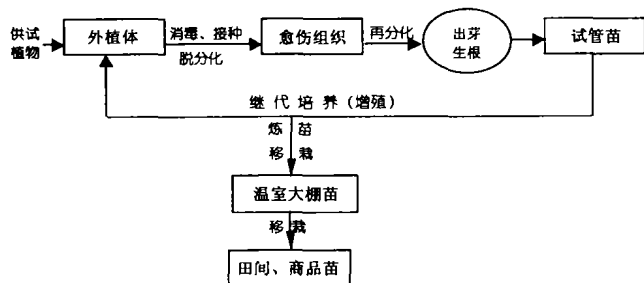 供试
植物
外植体
消毒、接种
脱分化
愈伤组织
再分化
出芽
生根
试管苗
继代培养(增殖)
炼苗
移栽
温室大棚苗
移栽
田间、商品苗